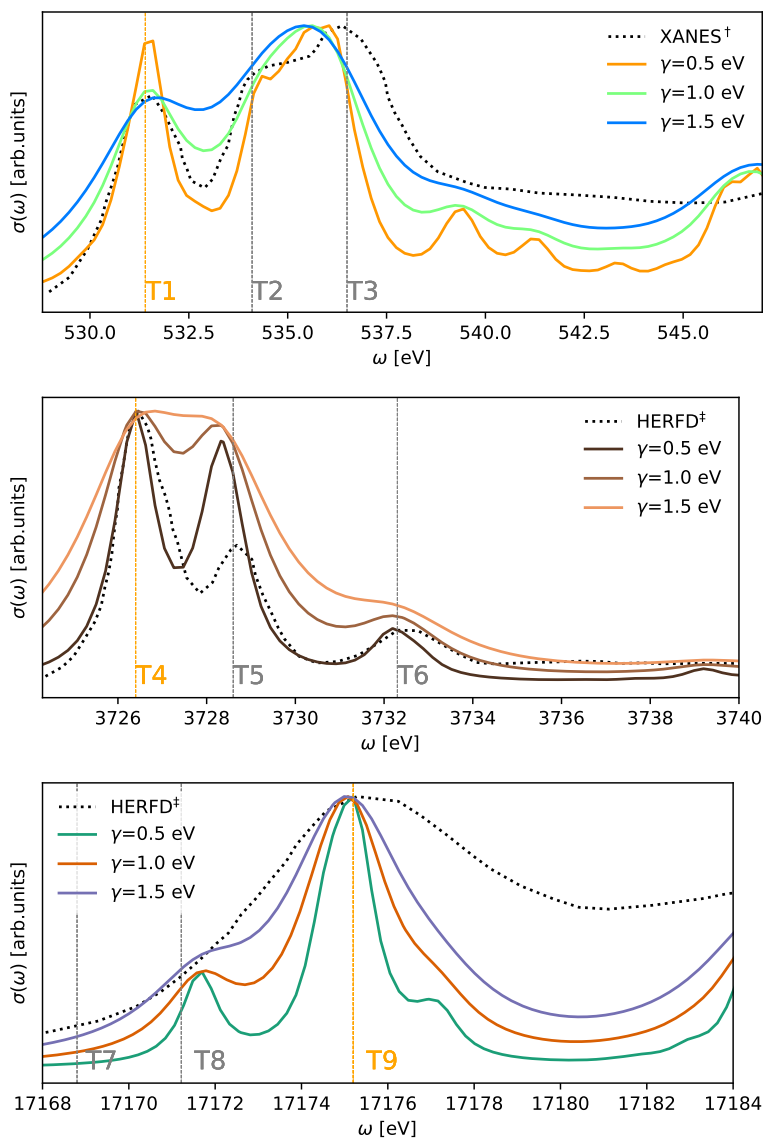 σ(ω) [arb.units]
XANES†
γ=0.5 eV
γ=1.0 eV
γ=1.5 eV
T1 T2 T3
530.0 532.5 535.0 537.5 540.0 542.5 545.0
ω [eV]
σ(ω) [arb.units]
HERFD‡
γ=0.5 eV
γ=1.0 eV
γ=1.5 eV
T4 T5 T6
3726 3728 3730 3732 3734 3736 3738 3740
ω [eV]
σ(ω) [arb.units]
HERFD‡
γ=0.5 eV
γ=1.0 eV
γ=1.5 eV
T7 T8 T9
17168 17170 17172 17174 17176 17178 17180 17182 17184
ω [eV]